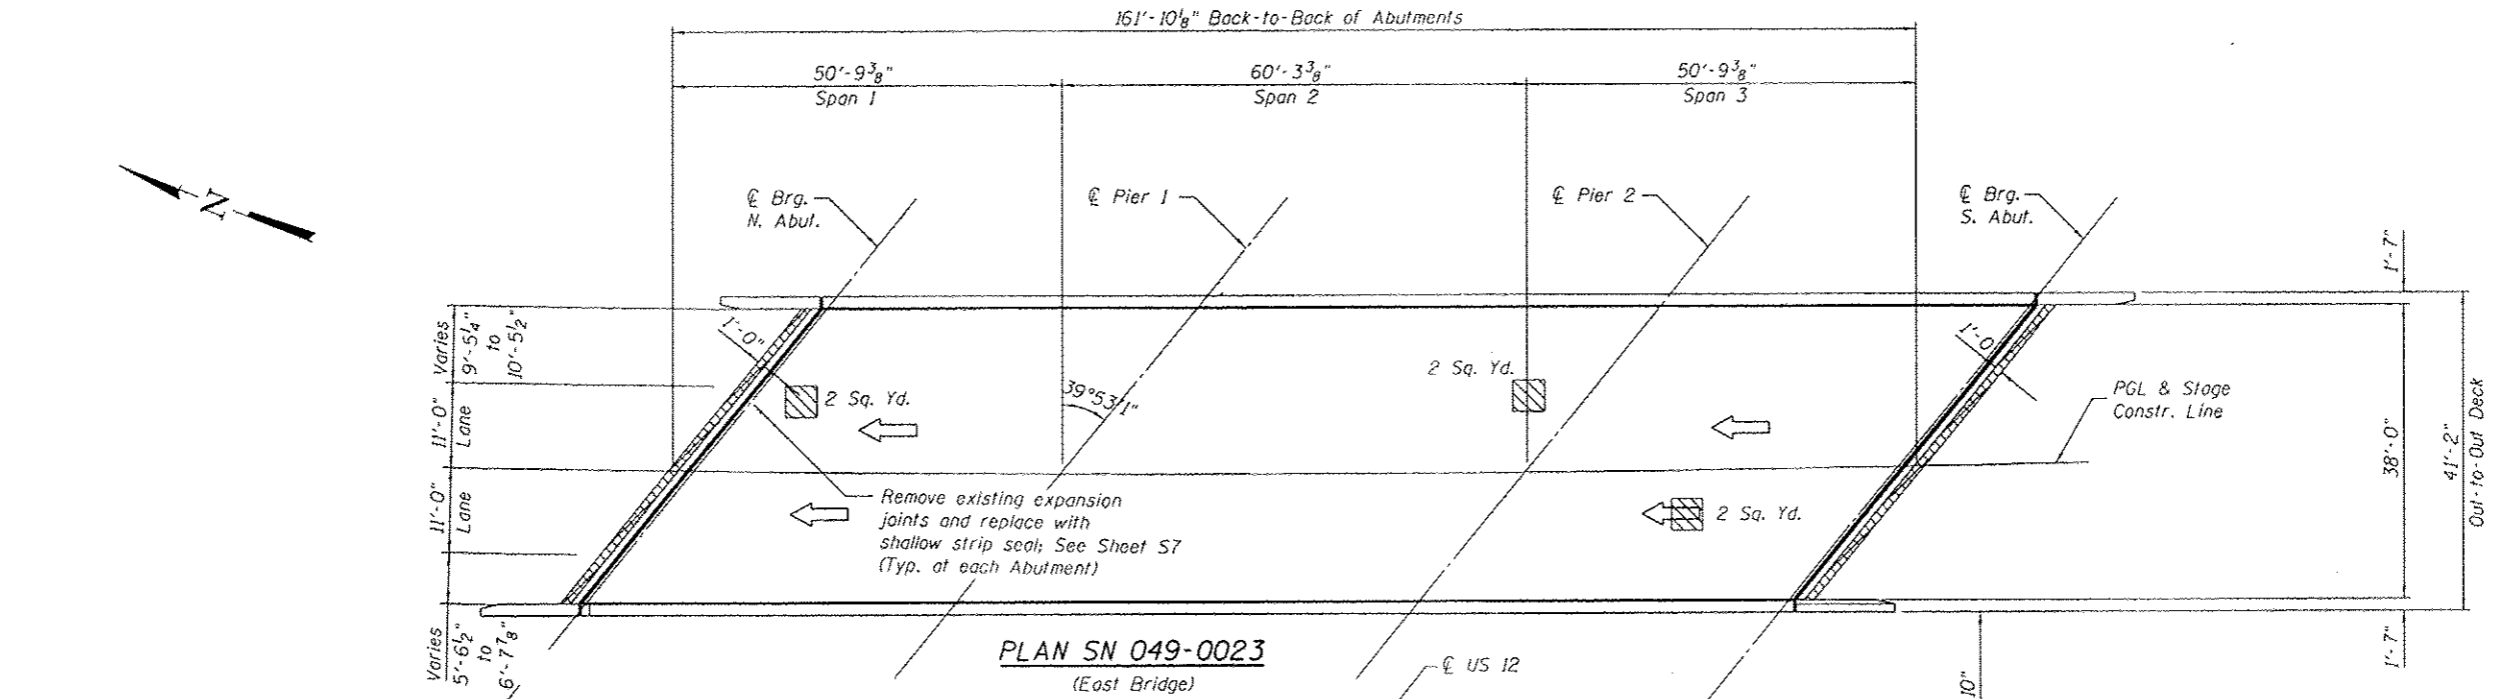 161'-10⅛" Back-to-Back of Abutments
50'-9⅜"
Span 1
60'-3⅜"
Span 2
50'-9⅜"
Span 3
N
℄ Brg.
N. Abut.
℄ Pier 1
℄ Pier 2
℄ Brg.
S. Abut.
1'-7"
Varies
9'-5¼"
to
10'-5½"
1'-0"
2 Sq. Yd.
39°53'1"
2 Sq. Yd.
1'-0
PGL & Stage
Constr. Line
11'-0"
Lane
38'-0"
41'-2"
Out-to-Out Deck
11'-0"
Lane
Remove existing expansion
joints and replace with
shallow strip seal; See Sheet S7
(Typ. at each Abutment)
2 Sq. Yd.
Varies
5'-6½"
to
6'-7⅞"
PLAN SN 049-0023
(East Bridge)
℄ US 12
10"
1'-7"